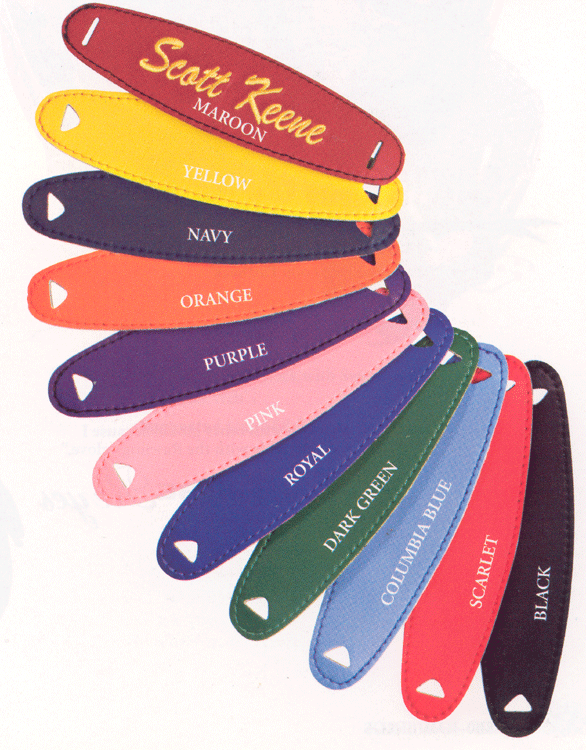 Scott Keene
MAROON
YELLOW
NAVY
ORANGE
PURPLE
PINK
ROYAL
DARK GREEN
COLUMBIA BLUE
SCARLET
BLACK